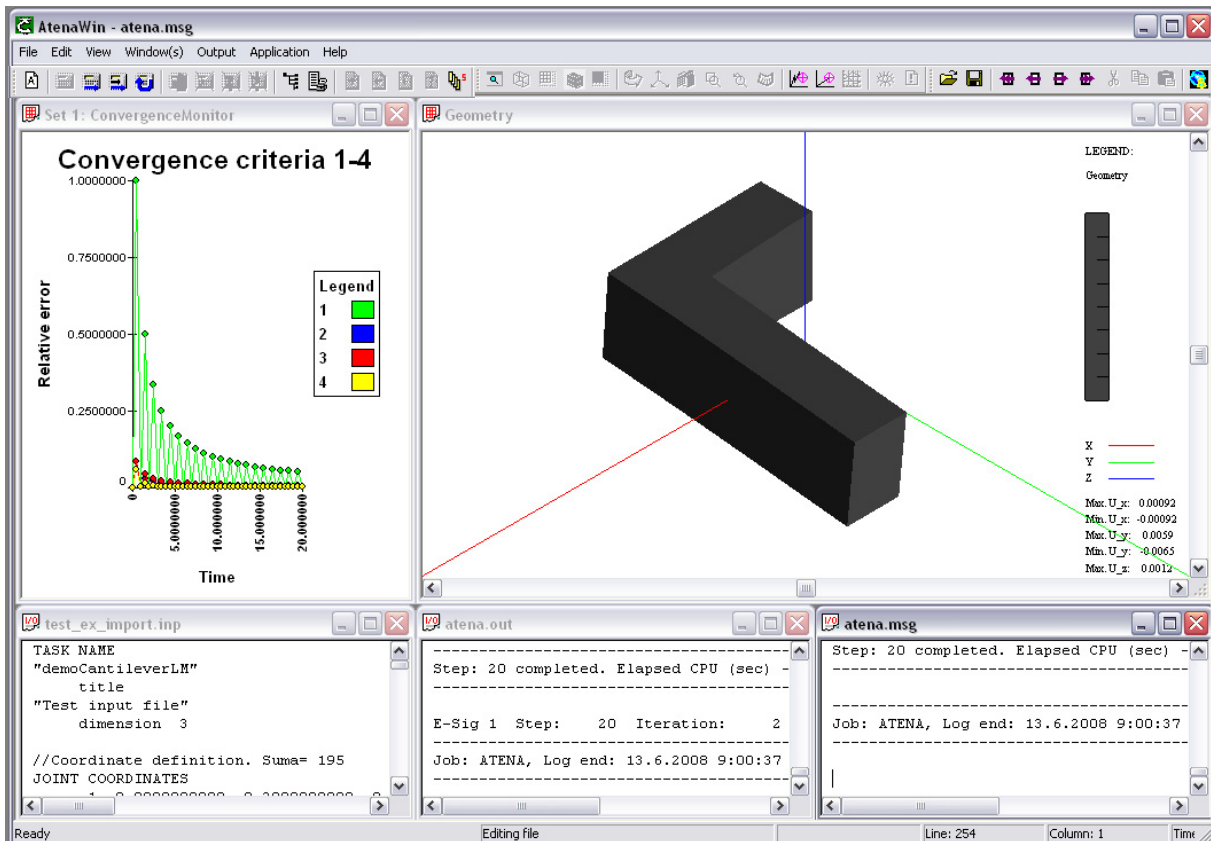 AtenaWin - atena.msg
File Edit View Window(s) Output Application Help
Set 1: ConvergenceMonitor
Convergence criteria 1-4
1.0000000
0.7500000
0.5000000
0.2500000
0
Relative error
Legend
1
2
3
4
0
5.0000000
10.000000
15.000000
20.000000
Time
Geometry
LEGEND:
Geometry
X
Y
Z
Max. U_x: 0.00092
Min. U_x: -0.00092
Max. U_y: 0.0059
Min. U_y: -0.0065
Max. U_z: 0.0012
test_ex_import.inp
TASK NAME
"demoCantileverLM"
title
"Test input file"
dimension 3
//Coordinate definition. Suma= 195
JOINT COORDINATES
atena.out
Step: 20 completed. Elapsed CPU (sec) -
E-Sig 1 Step: 20 Iteration: 2
Job: ATENA, Log end: 13.6.2008 9:00:37
atena.msg
Step: 20 completed. Elapsed CPU (sec) -
Job: ATENA, Log end: 13.6.2008 9:00:37
Ready
Editing file
Line: 254
Column: 1
Time